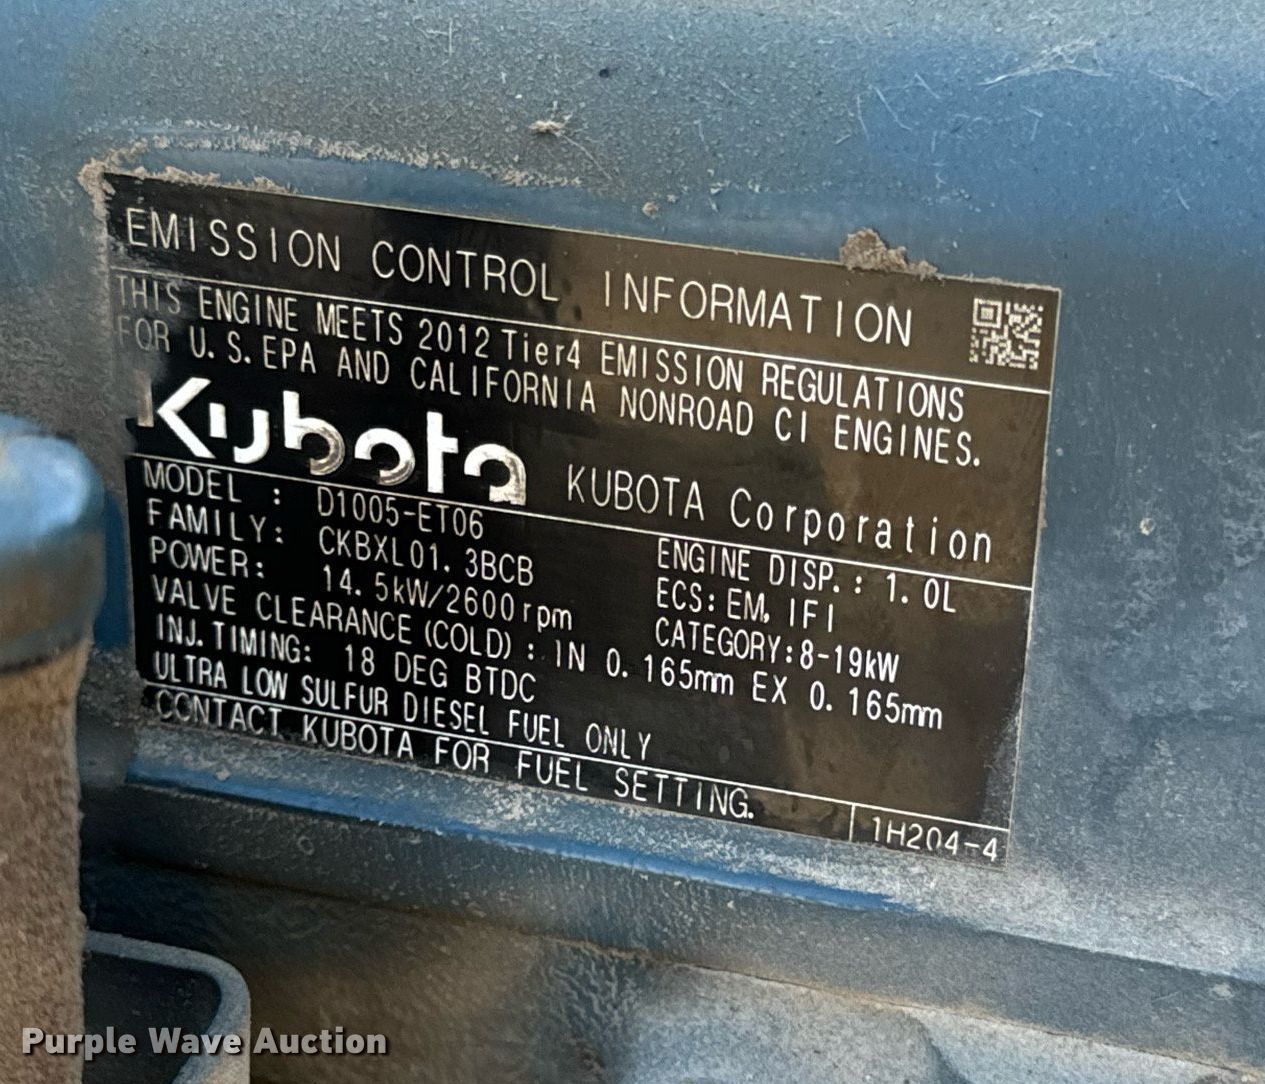 EMISSION CONTROL INFORMATION
THIS ENGINE MEETS 2012 Tier4 EMISSION REGULATIONS
FOR U.S.EPA AND CALIFORNIA NONROAD CI ENGINES.
Kubota KUBOTA Corporation
MODEL : D1005-ET06
FAMILY: CKBXL01.3BCB ENGINE DISP.: 1.0L
POWER: 14.5kW/2600rpm ECS: EM, IFI
CATEGORY:8-19kW
VALVE CLEARANCE (COLD) : IN 0.165mm EX 0.165mm
INJ.TIMING: 18 DEG BTDC
ULTRA LOW SULFUR DIESEL FUEL ONLY
CONTACT KUBOTA FOR FUEL SETTING.
1H204-4
Purple Wave Auction